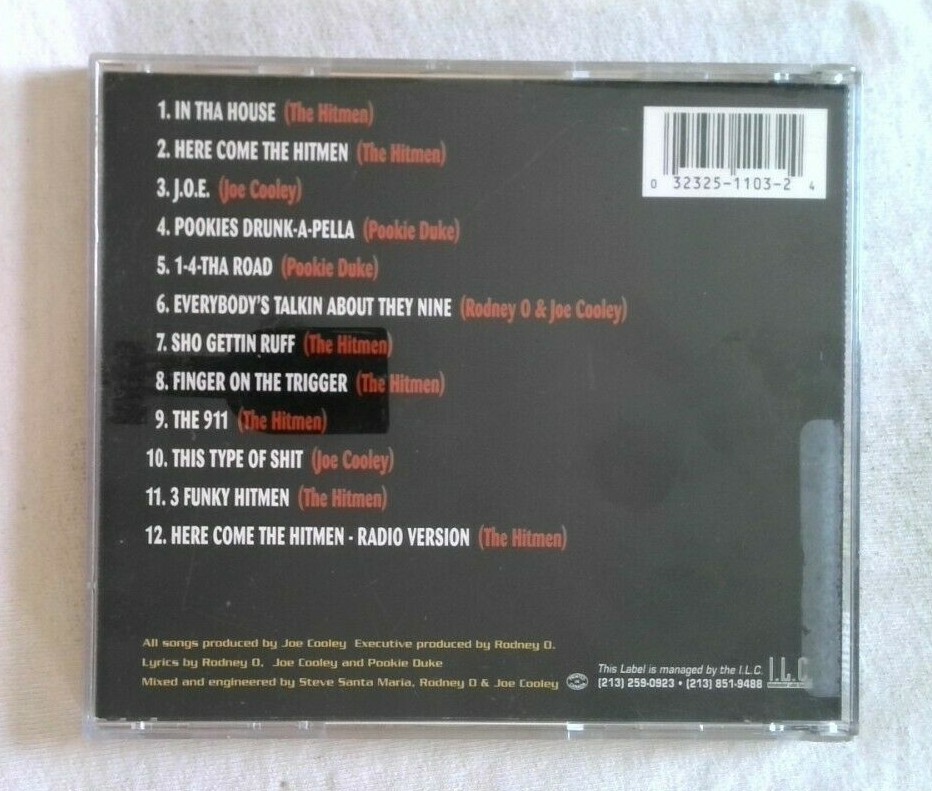 1. IN THA HOUSE (The Hitmen)
2. HERE COME THE HITMEN (The Hitmen)
3. J.O.E. (Joe Cooley)
4. POOKIES DRUNK-A-PELLA (Pookie Duke)
5. 1-4-THA ROAD (Pookie Duke)
6. EVERYBODY'S TALKIN ABOUT THEY NINE (Rodney O & Joe Cooley)
7. SHO GETTIN RUFF (The Hitmen)
8. FINGER ON THE TRIGGER (The Hitmen)
9. THE 911 (The Hitmen)
10. THIS TYPE OF SHIT (Joe Cooley)
11. 3 FUNKY HITMEN (The Hitmen)
12. HERE COME THE HITMEN - RADIO VERSION (The Hitmen)
0 32325-1103-2 4
All songs produced by Joe Cooley Executive produced by Rodney O.
Lyrics by Rodney O. Joe Cooley and Pookie Duke
Mixed and engineered by Steve Santa Maria, Rodney O & Joe Cooley
This Label is managed by the I.L.C.
(213) 259-0923 • (213) 851-9488
I.L.C